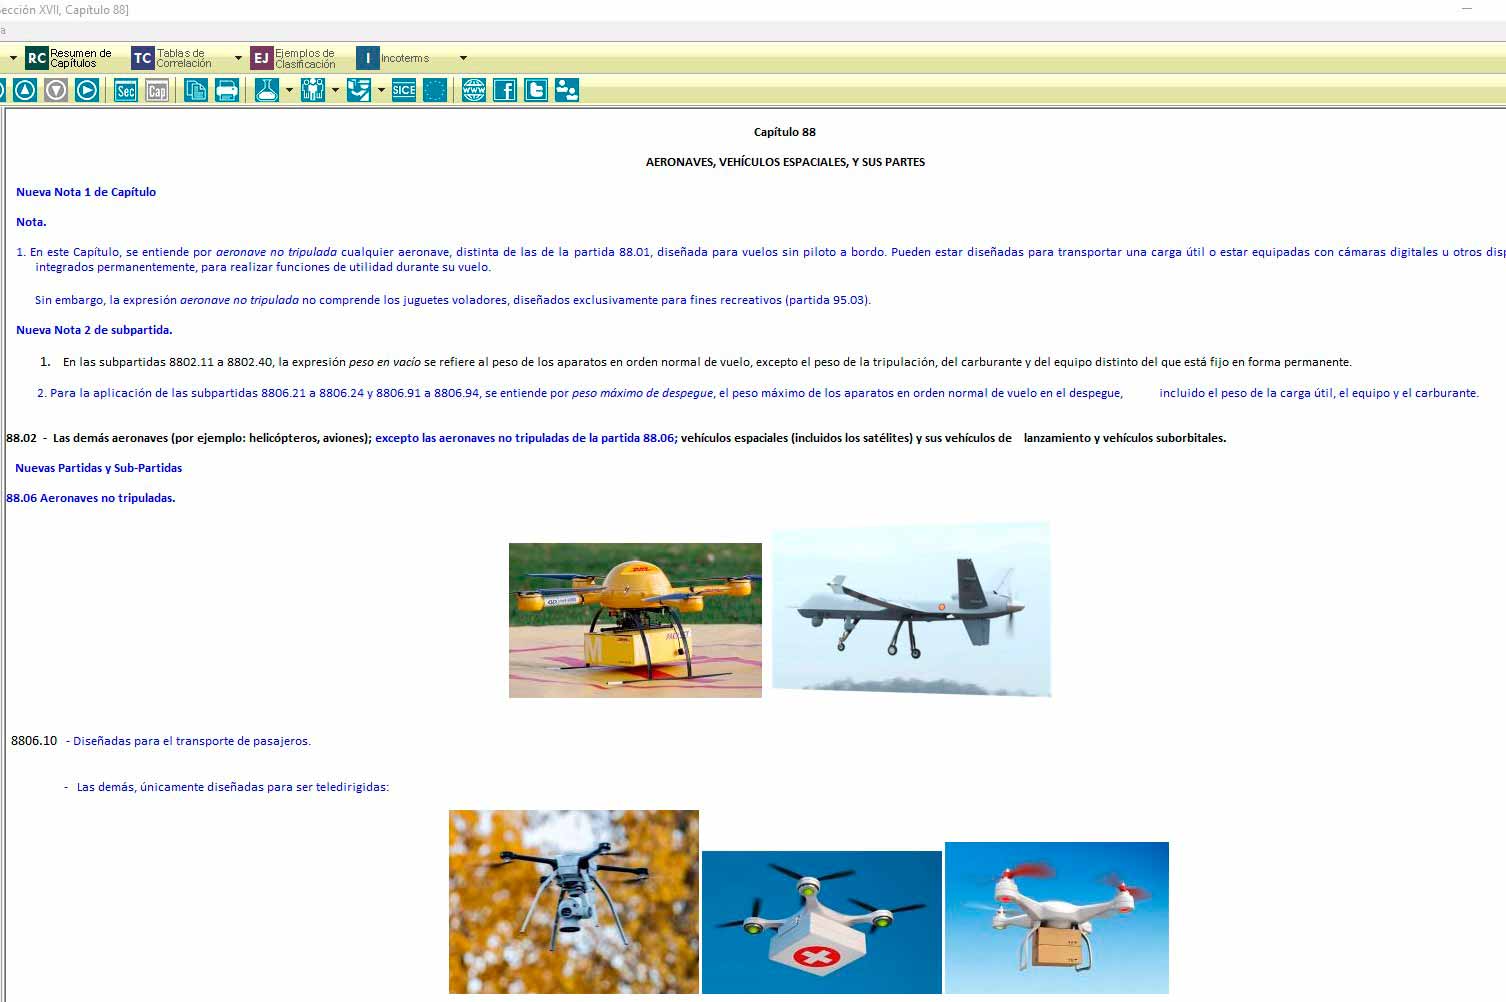 ección XVII, Capítulo 88]
a
RC Resumen de Capítulos TC Tablas de Correlación EJ Ejemplos de Clasificación I Incoterms
Sec Cap SICE www f t
Capítulo 88
AERONAVES, VEHÍCULOS ESPACIALES, Y SUS PARTES
Nueva Nota 1 de Capítulo
Nota.
1. En este Capítulo, se entiende por aeronave no tripulada cualquier aeronave, distinta de las de la partida 88.01, diseñada para vuelos sin piloto a bordo. Pueden estar diseñadas para transportar una carga útil o estar equipadas con cámaras digitales u otros disp
integrados permanentemente, para realizar funciones de utilidad durante su vuelo.
Sin embargo, la expresión aeronave no tripulada no comprende los juguetes voladores, diseñados exclusivamente para fines recreativos (partida 95.03).
Nueva Nota 2 de subpartida.
1. En las subpartidas 8802.11 a 8802.40, la expresión peso en vacío se refiere al peso de los aparatos en orden normal de vuelo, excepto el peso de la tripulación, del carburante y del equipo distinto del que está fijo en forma permanente.
2. Para la aplicación de las subpartidas 8806.21 a 8806.24 y 8806.91 a 8806.94, se entiende por peso máximo de despegue, el peso máximo de los aparatos en orden normal de vuelo en el despegue, incluido el peso de la carga útil, el equipo y el carburante.
88.02 - Las demás aeronaves (por ejemplo: helicópteros, aviones); excepto las aeronaves no tripuladas de la partida 88.06; vehículos espaciales (incluidos los satélites) y sus vehículos de lanzamiento y vehículos suborbitales.
Nuevas Partidas y Sub-Partidas
88.06 Aeronaves no tripuladas.
DHL
M
8806.10 - Diseñadas para el transporte de pasajeros.
- Las demás, únicamente diseñadas para ser teledirigidas: